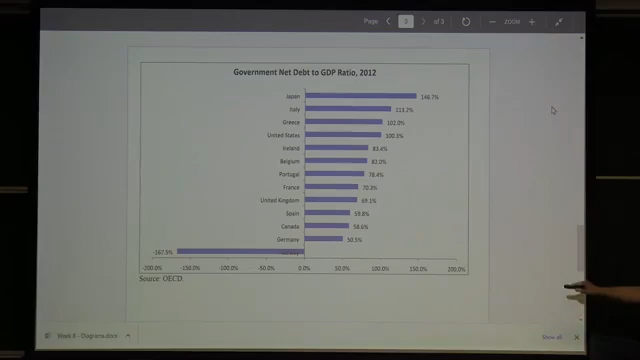 Page 3 of 3 ZOOM
Government Net Debt to GDP Ratio, 2012
Japan 146.7%
Italy 113.2%
Greece 102.0%
United States 100.3%
Ireland 83.4%
Belgium 82.0%
Portugal 78.4%
France 70.3%
United Kingdom 69.1%
Spain 59.8%
Canada 58.6%
Germany 50.5%
-167.5%
-200.0% -150.0% -100.0% -50.0% 0.0% 50.0% 100.0% 150.0% 200.0%
Source: OECD.
Week 8 - Diagrams.docx Show all